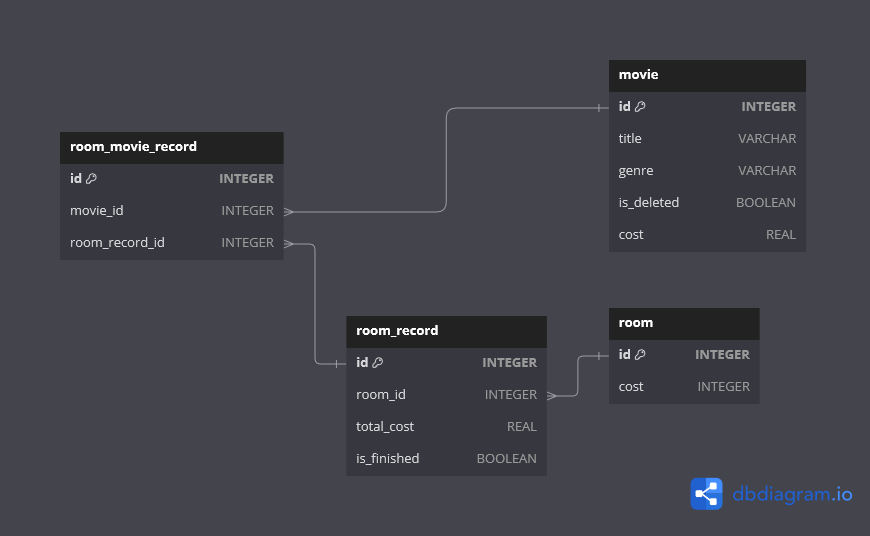 room_movie_record
id INTEGER
movie_id INTEGER
room_record_id INTEGER
movie
id INTEGER
title VARCHAR
genre VARCHAR
is_deleted BOOLEAN
cost REAL
room_record
id INTEGER
room_id INTEGER
total_cost REAL
is_finished BOOLEAN
room
id INTEGER
cost INTEGER
dbdiagram.io